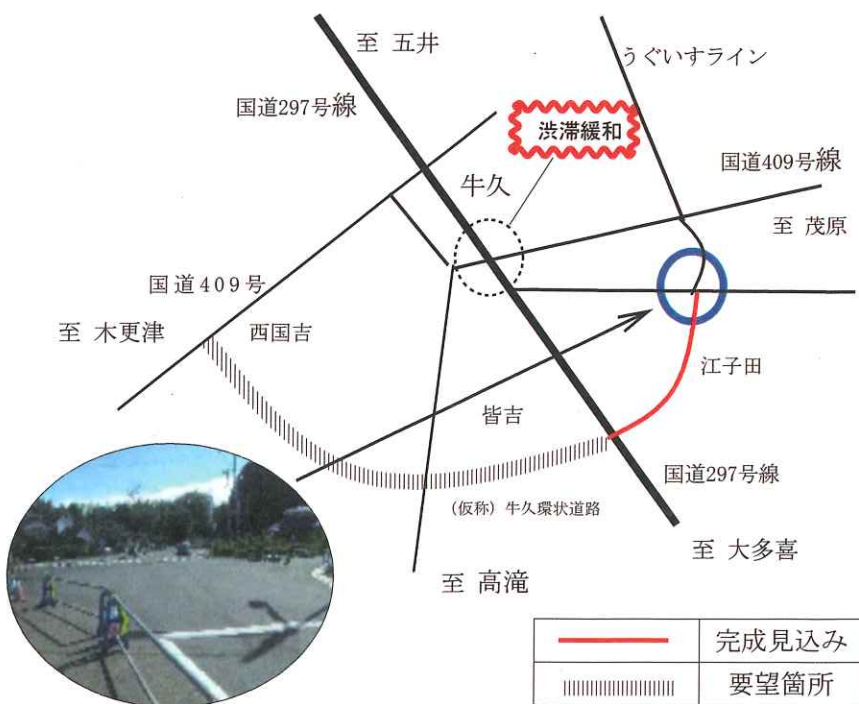 至 五井
うぐいすライン
国道297号線
渋滞緩和
国道409号線
牛久
至 茂原
国道409号
至 木更津
西国吉
江子田
皆吉
国道297号線
(仮称) 牛久環状道路
至 大多喜
至 高滝
完成見込み
要望箇所